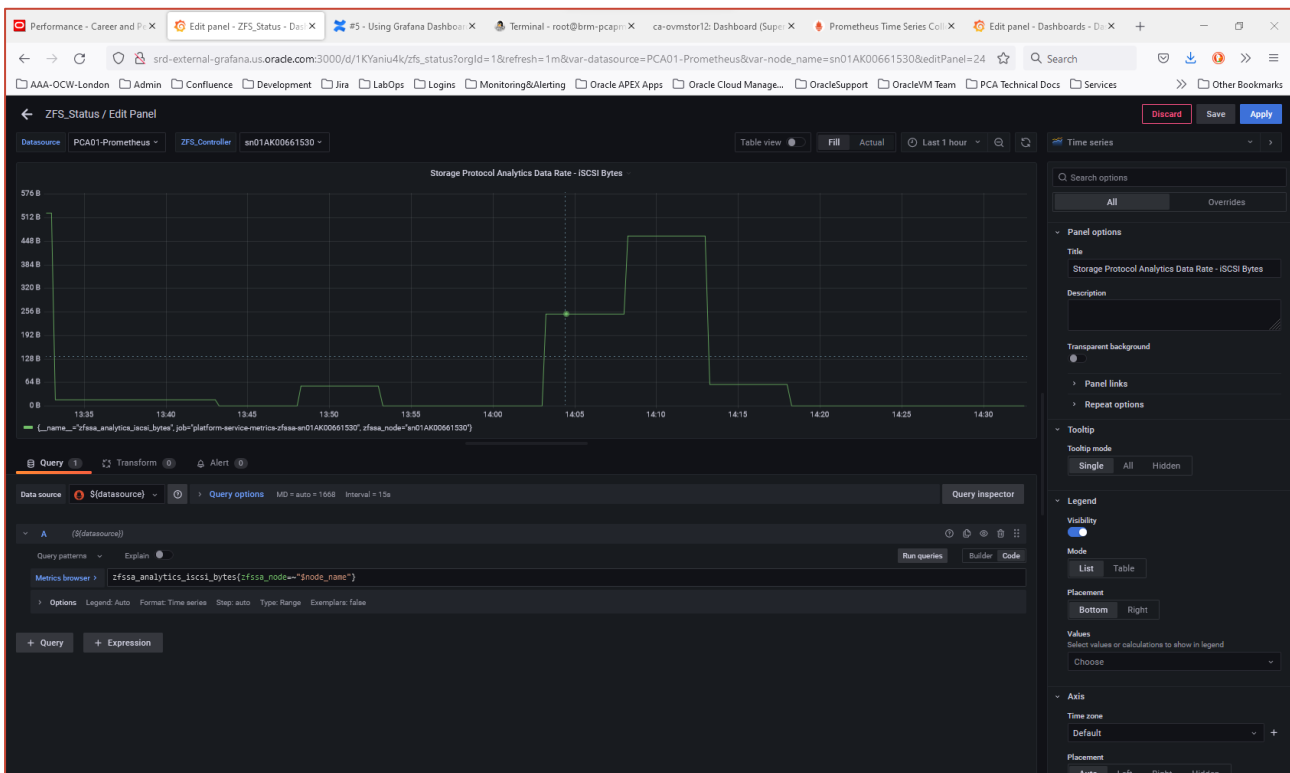 Performance - Career and Pe
Edit panel - ZFS_Status - Das
#5 - Using Grafana Dashboar
Terminal - root@brm-pcapn
ca-ovmstor12: Dashboard (Super
Prometheus Time Series Coll
Edit panel - Dashboards - Da
srd-external-grafana.us.oracle.com:3000/d/1KYaniu4k/zfs_status?orgId=1&refresh=1m&var-datasource=PCA01-Prometheus&var-node_name=sn01AK00661530&editPanel=24
Search
AAA-OCW-London Admin Confluence Development Jira LabOps Logins Monitoring&Alerting Oracle APEX Apps Oracle Cloud Manage... OracleSupport OracleVM Team PCA Technical Docs Services Other Bookmarks
ZFS_Status / Edit Panel
Discard Save Apply
Datasource PCA01-Prometheus ZFS_Controller sn01AK00661530
Table view Fill Actual Last 1 hour
Time series
Storage Protocol Analytics Data Rate - iSCSI Bytes
576 B
512 B
448 B
384 B
320 B
256 B
192 B
128 B
64 B
0 B
13:35 13:40 13:45 13:50 13:55 14:00 14:05 14:10 14:15 14:20 14:25 14:30
{__name__="zfssa_analytics_iscsi_bytes", job="platform-service-metrics-zfssa-sn01AK00661530", zfssa_node="sn01AK00661530"}
Query 1 Transform 0 Alert 0
Data source ${datasource} Query options MD = auto = 1668 Interval = 15s Query inspector
A (${datasource})
Query patterns Explain Run queries Builder Code
Metrics browser > zfssa_analytics_iscsi_bytes{zfssa_node=~"$node_name"}
Options Legend: Auto Format: Time series Step: auto Type: Range Exemplars: false
+ Query + Expression
Search options
All Overrides
Panel options
Title
Storage Protocol Analytics Data Rate - iSCSI Bytes
Description
Transparent background
Panel links
Repeat options
Tooltip
Tooltip mode
Single All Hidden
Legend
Visibility
Mode
List Table
Placement
Bottom Right
Values
Select values or calculations to show in legend
Choose
Axis
Time zone
Default
Placement
Auto Left Right Hidden